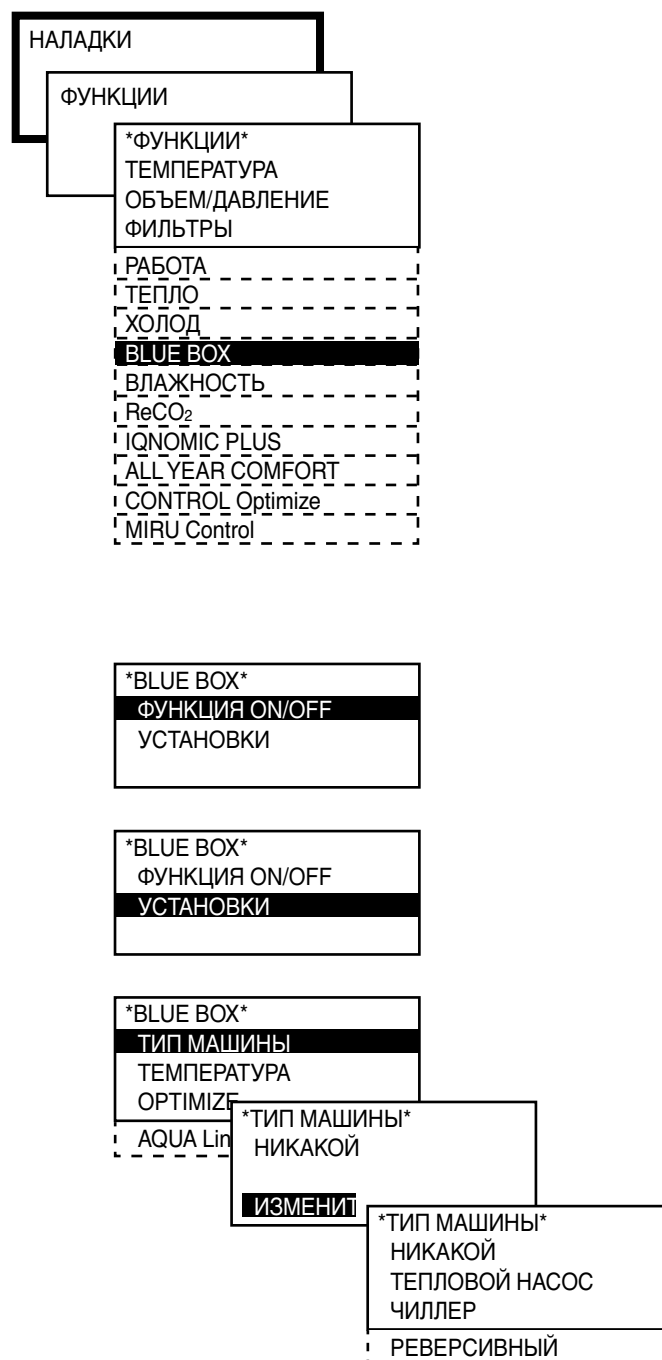 НАЛАДКИ
ФУНКЦИИ
*ФУНКЦИИ*
ТЕМПЕРАТУРА
ОБЪЕМ/ДАВЛЕНИЕ
ФИЛЬТРЫ
РАБОТА
ТЕПЛО
ХОЛОД
BLUE BOX
ВЛАЖНОСТЬ
ReCO₂
IQNOMIC PLUS
ALL YEAR COMFORT
CONTROL Optimize
MIRU Control
*BLUE BOX*
ФУНКЦИЯ ON/OFF
УСТАНОВКИ
*BLUE BOX*
ФУНКЦИЯ ON/OFF
УСТАНОВКИ
*BLUE BOX*
ТИП МАШИНЫ
ТЕМПЕРАТУРА
OPTIMIZE
AQUA Lin
*ТИП МАШИНЫ*
НИКАКОЙ
ИЗМЕНИТ
*ТИП МАШИНЫ*
НИКАКОЙ
ТЕПЛОВОЙ НАСОС
ЧИЛЛЕР
РЕВЕРСИВНЫЙ